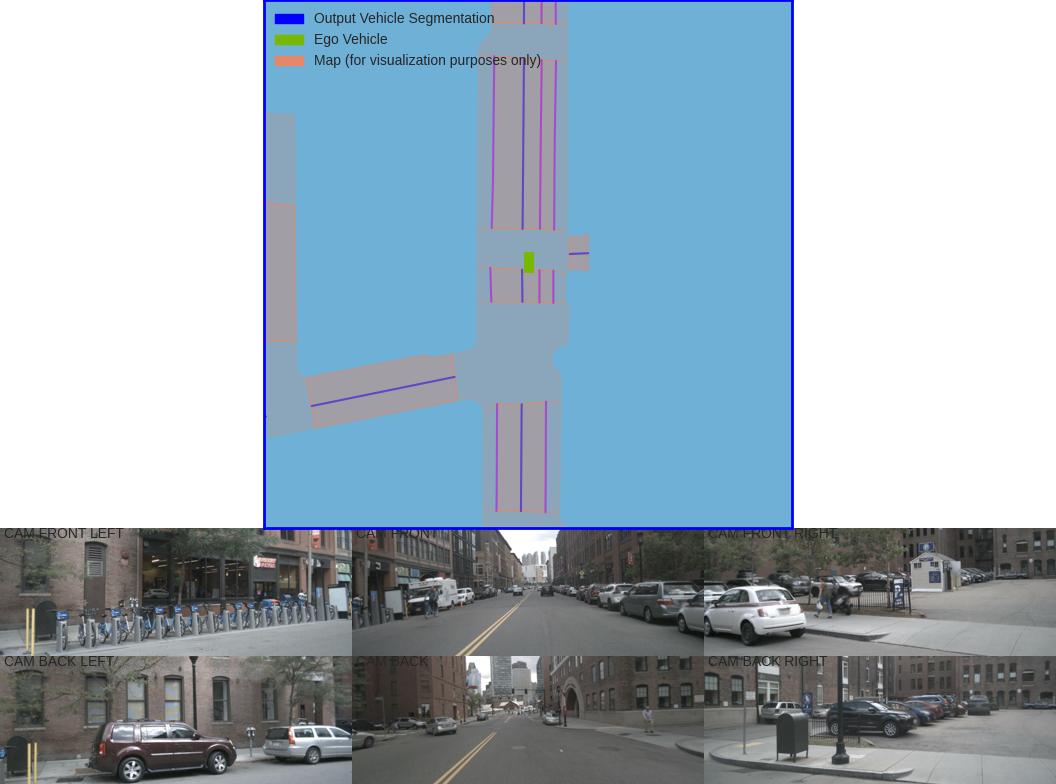 Output Vehicle Segmentation
Ego Vehicle
Map (for visualization purposes only)
CAM FRONT LEFT
CAM FRONT
CAM FRONT RIGHT
CAM BACK LEFT
CAM BACK
CAM BACK RIGHT